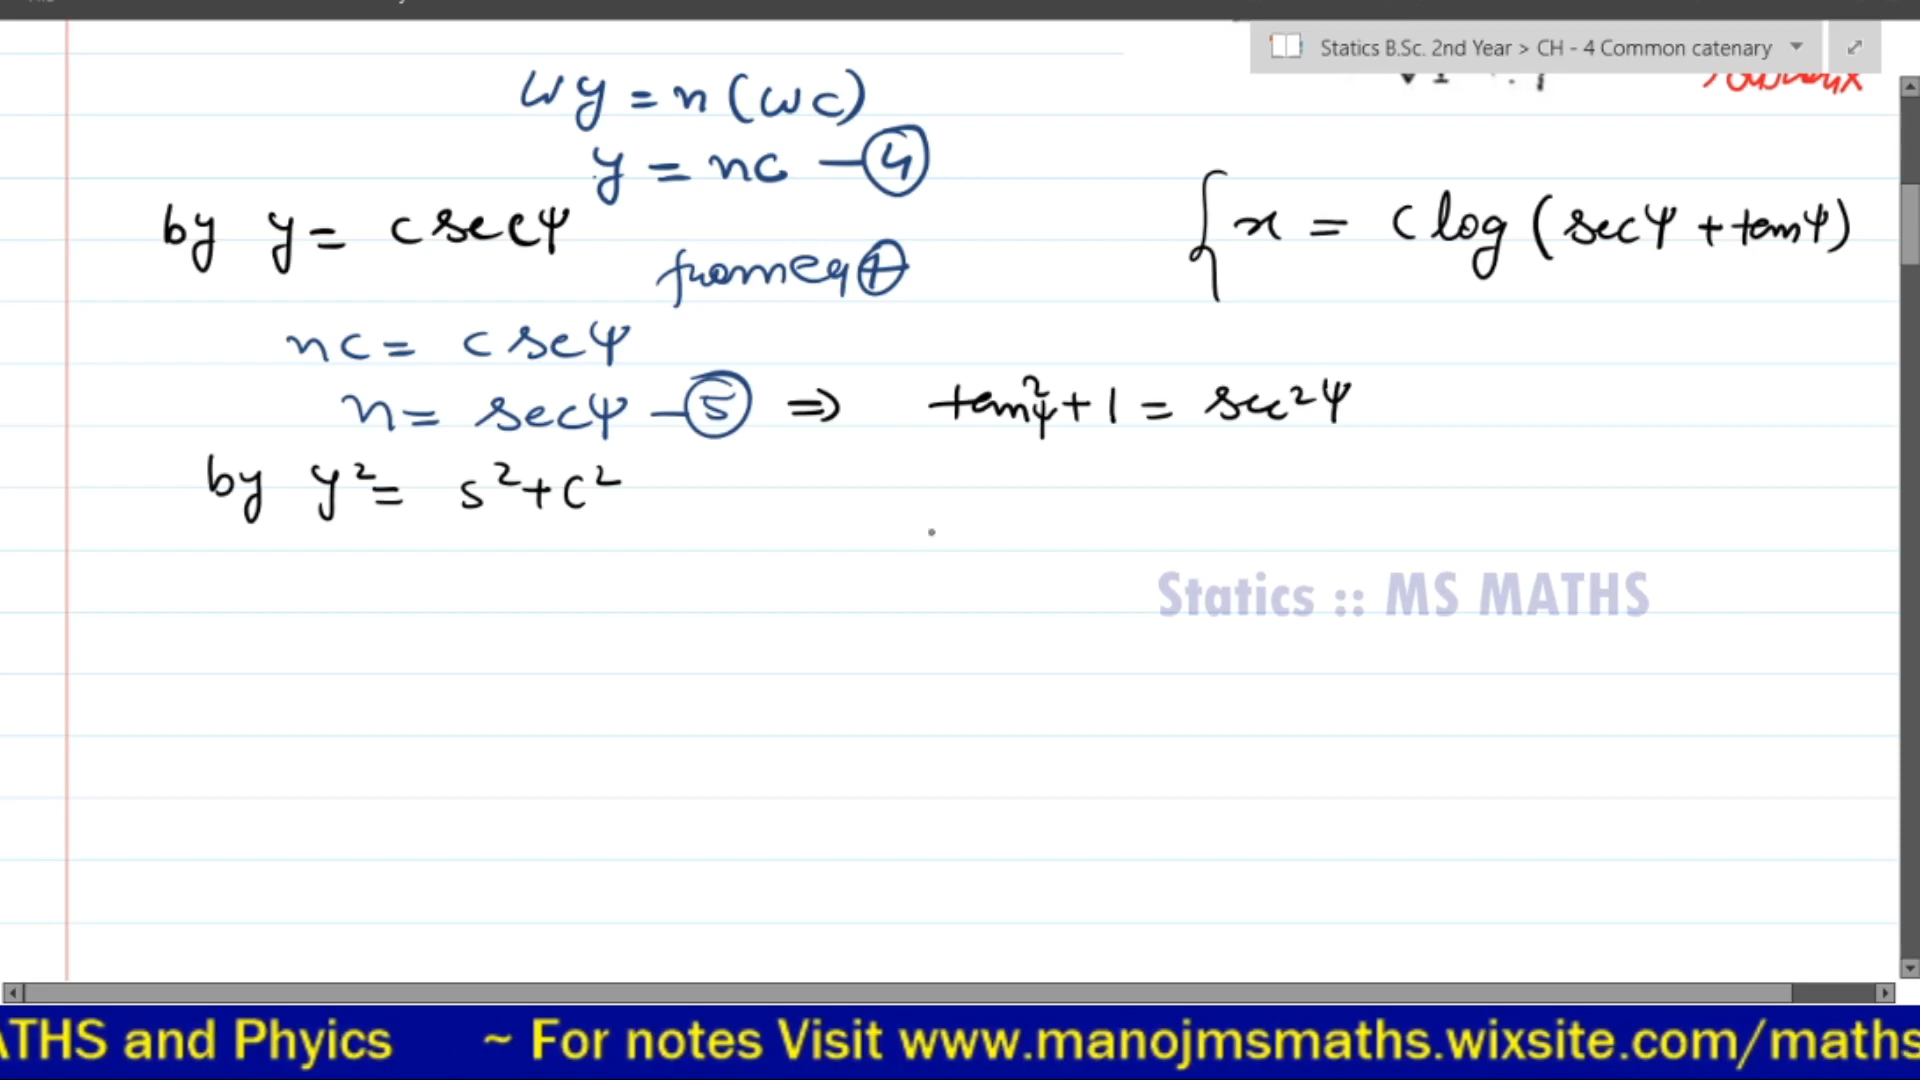 Statics B.Sc. 2nd Year > CH - 4 Common catenary
wy = n (wc)
y = nc — ④
by y = c secψ
x = c log (secψ + tanψ)
from eq ④
nc = c secψ
n = secψ — ⑤ ⇒ tan²ψ + 1 = sec²ψ
by y² = s² + c²
Statics :: MS MATHS
ATHS and Phyics ~ For notes Visit www.manojmsmaths.wixsite.com/maths